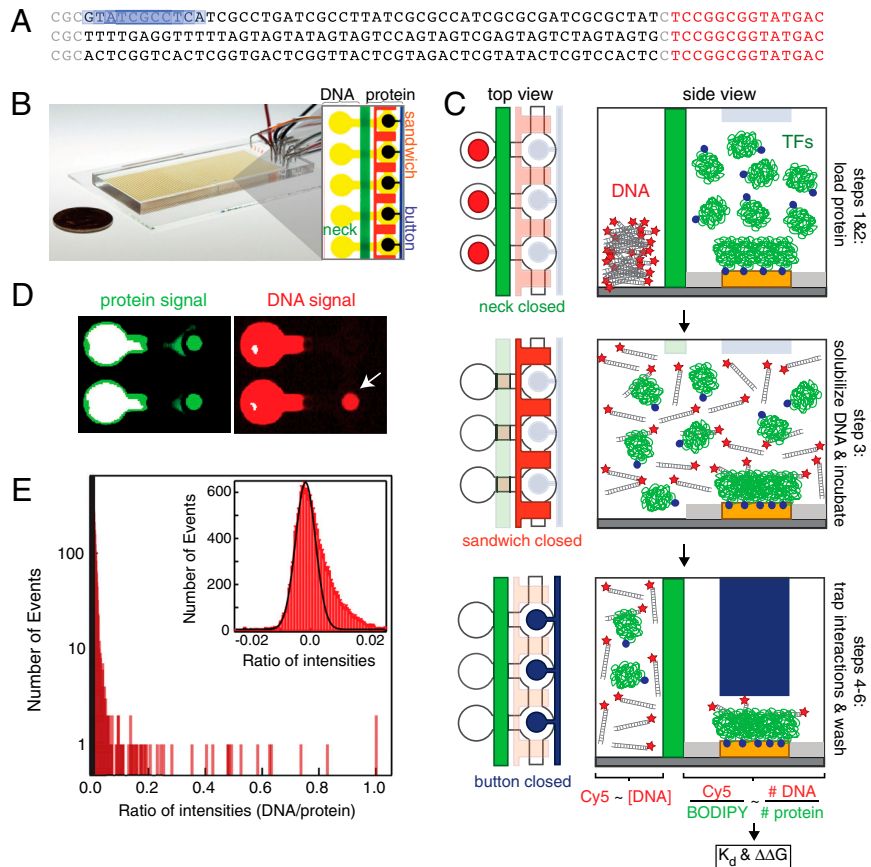 A
CGCGTATCGCCTCATCGCCTGATCGCCTTATCGCGCCATCGCGCGATCGCGCTATCTCCGGCGGTATGAC
CGCTTTTGAGGTTTTTAGTATAGTAGTCCTAGTAGTCGAGTATAGTCGTAGTCCTCCGGCGGTATGAC
CGCACTCGGTCACTCGGTGACTCGGTTACTCGTAGACTCGTATACTCGTCCACTCCTCCGGCGGTATGAC
B
DNA
protein
sandwich
button
neck
C
top view
side view
neck closed
DNA
TFs
steps 1&2:
load protein
sandwich closed
step 3:
solubilize DNA & incubate
button closed
steps 4-6:
trap interactions & wash
Cy5 ~ [DNA]
Cy5
BODIPY
~
# DNA
# protein
Kd & ΔΔG
D
protein signal
DNA signal
E
Number of Events
100
10
1
0.0
0.2
0.4
0.6
0.8
1.0
Ratio of intensities (DNA/protein)
Number of Events
600
400
200
0
-0.02
0.0
0.02
Ratio of intensities